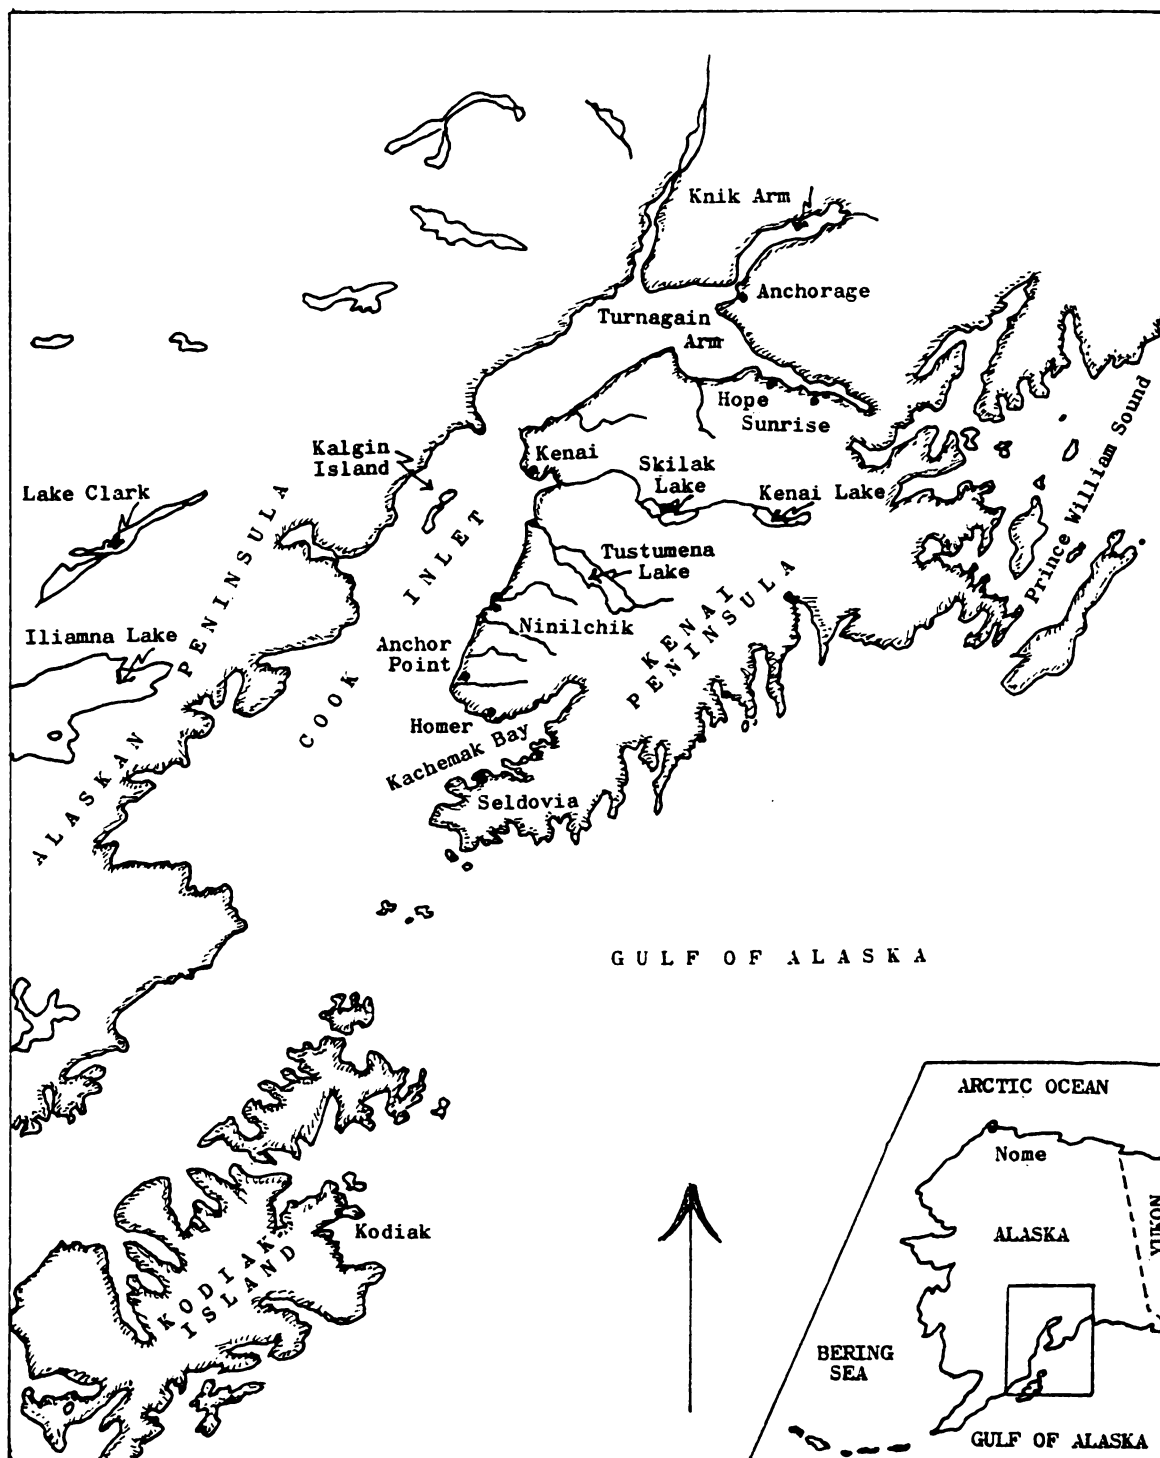 Knik Arm
Anchorage
Turnagain
Arm
Hope
Sunrise
Kalgin
Island
Kenai
Skilak
Lake
Kenai Lake
Lake Clark
Prince William Sound
COOK INLET
Tustumena
Lake
KENAI
PENINSULA
Iliamna Lake
ALASKAN PENINSULA
Ninilchik
Anchor
Point
Homer
Kachemak Bay
Seldovia
GULF OF ALASKA
Kodiak
KODIAK
ISLAND
ARCTIC OCEAN
Nome
YUKON
ALASKA
BERING
SEA
GULF OF ALASKA